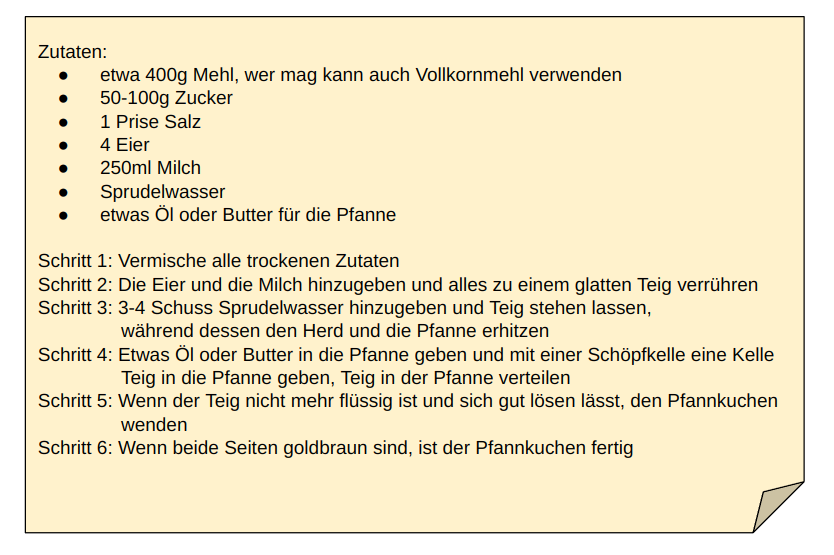 Zutaten:
● etwa 400g Mehl, wer mag kann auch Vollkornmehl verwenden
● 50-100g Zucker
● 1 Prise Salz
● 4 Eier
● 250ml Milch
● Sprudelwasser
● etwas Öl oder Butter für die Pfanne
Schritt 1: Vermische alle trockenen Zutaten
Schritt 2: Die Eier und die Milch hinzugeben und alles zu einem glatten Teig verrühren
Schritt 3: 3-4 Schuss Sprudelwasser hinzugeben und Teig stehen lassen,
während dessen den Herd und die Pfanne erhitzen
Schritt 4: Etwas Öl oder Butter in die Pfanne geben und mit einer Schöpfkelle eine Kelle
Teig in die Pfanne geben, Teig in der Pfanne verteilen
Schritt 5: Wenn der Teig nicht mehr flüssig ist und sich gut lösen lässt, den Pfannkuchen
wenden
Schritt 6: Wenn beide Seiten goldbraun sind, ist der Pfannkuchen fertig